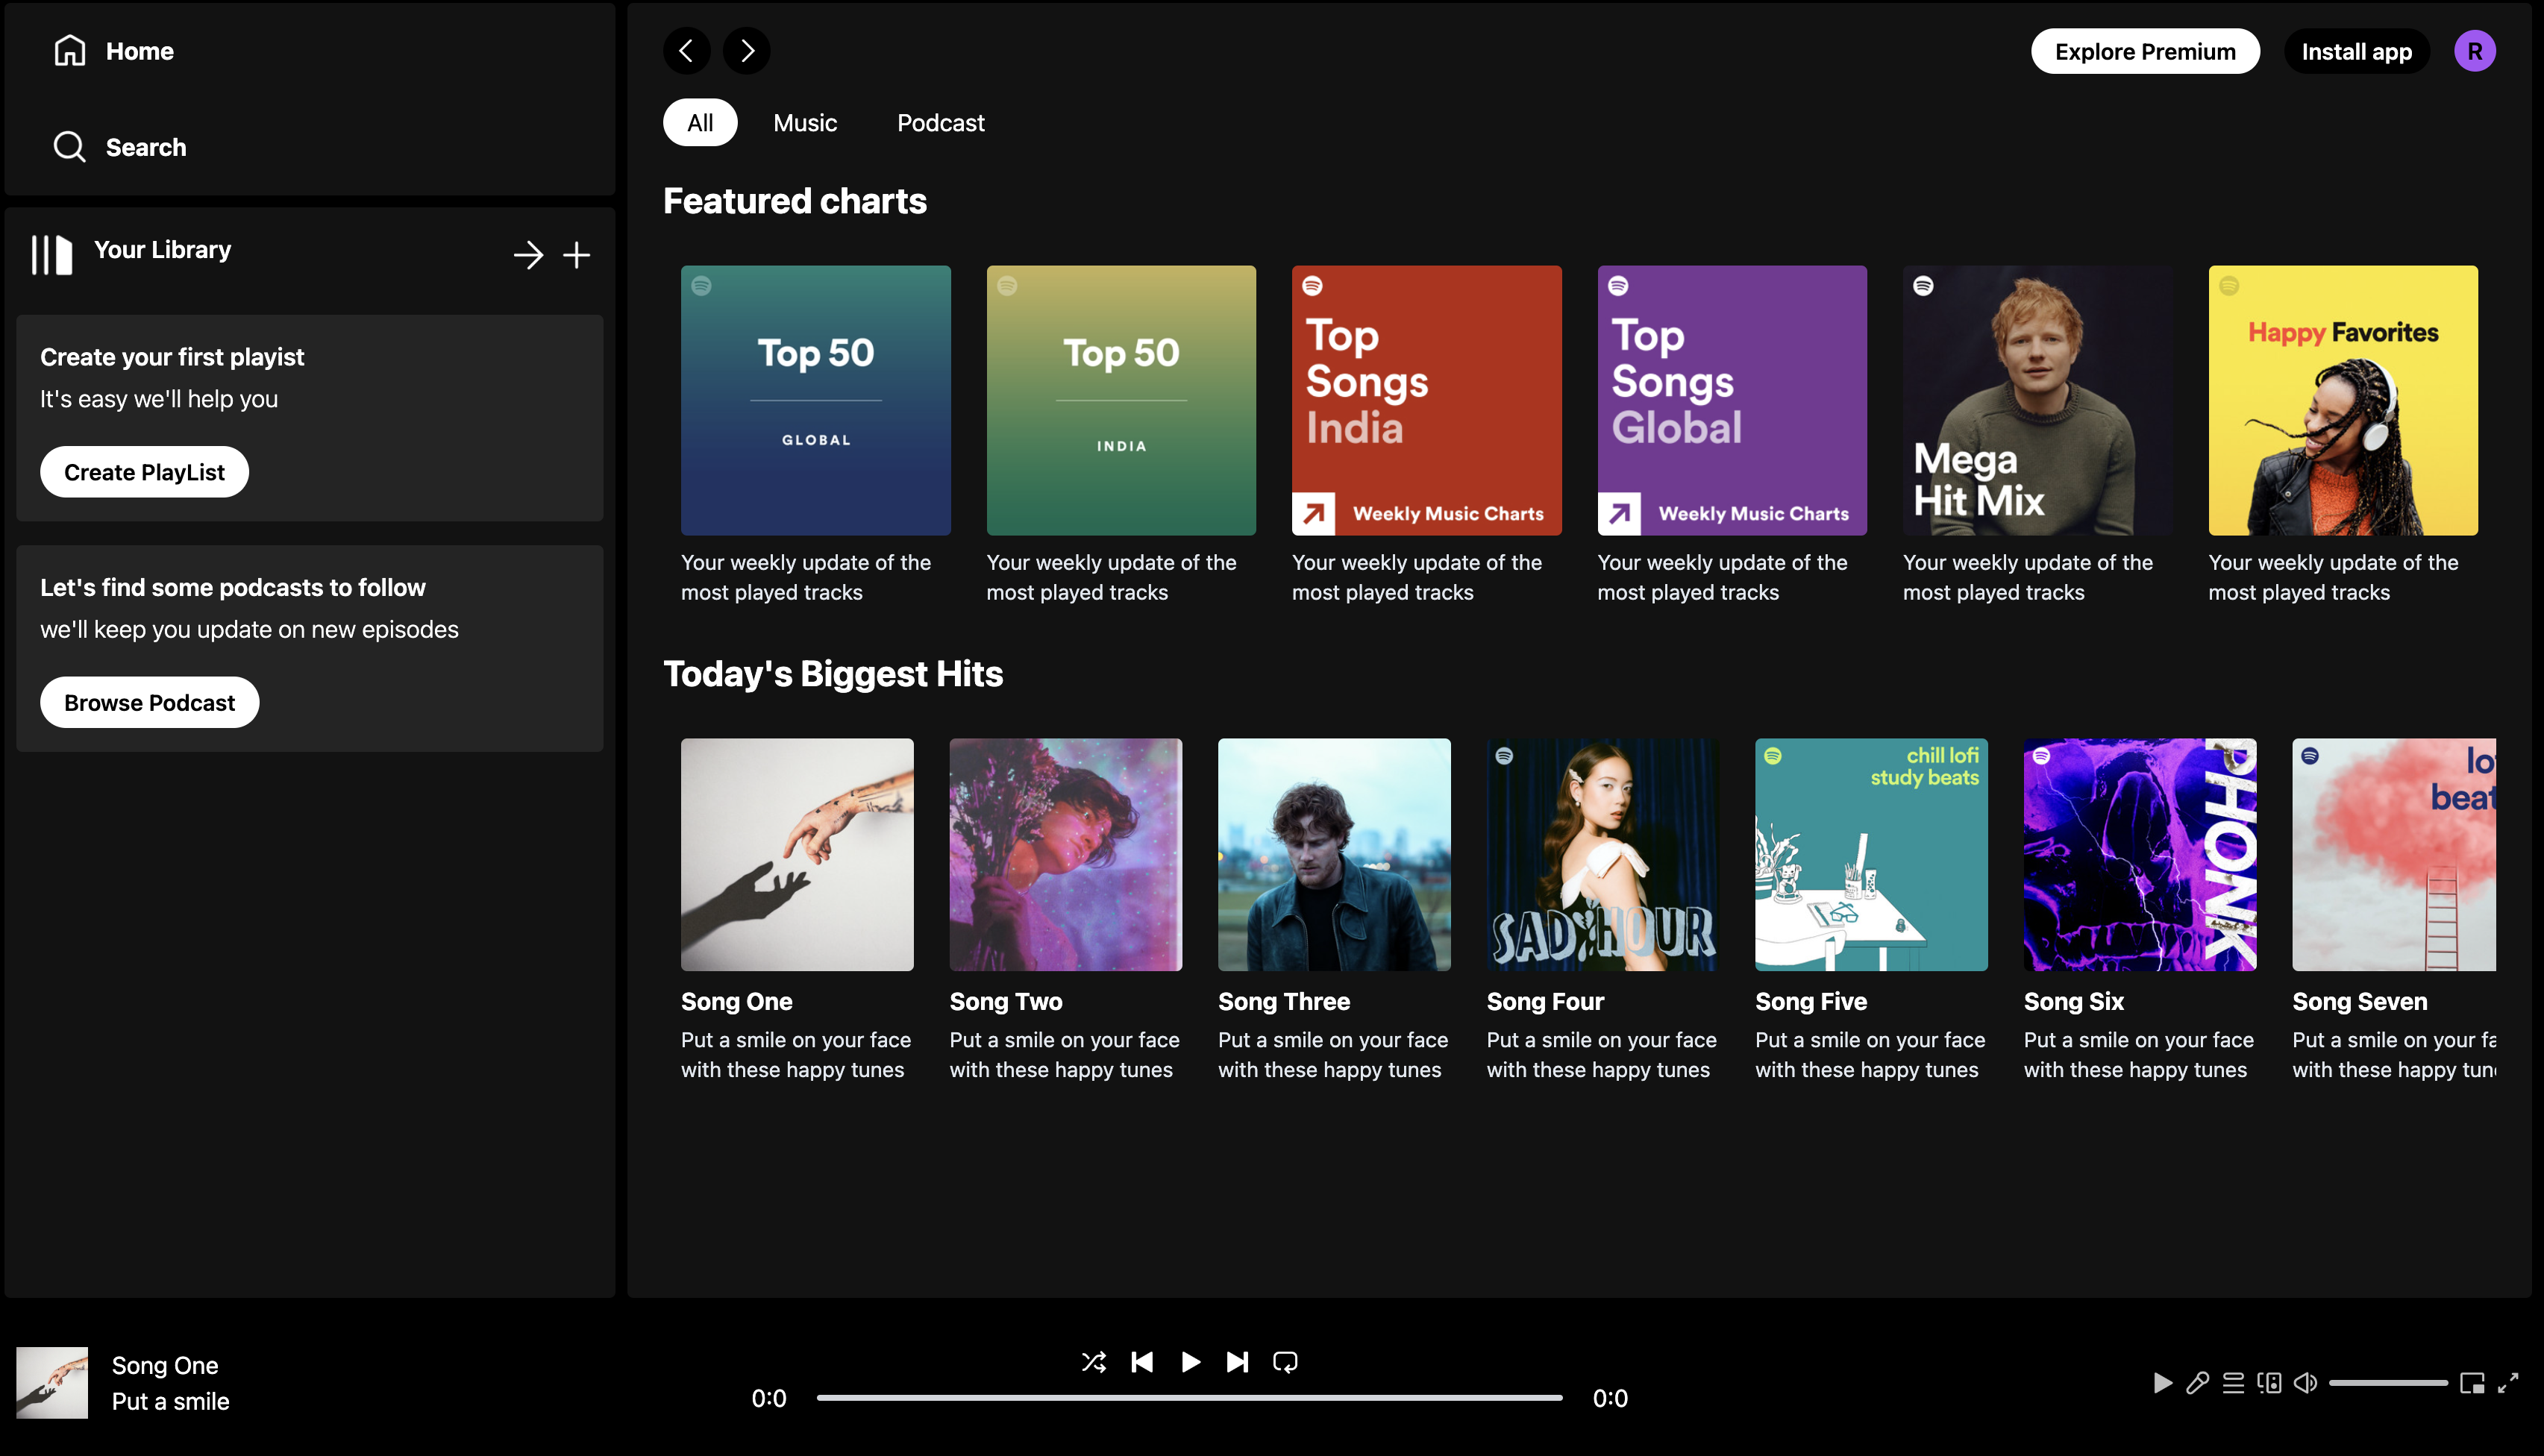 Home
Search
Your Library
Create your first playist
It's easy we'll help you
Create PlayList
Let's find some podcasts to follow
we'll keep you update on new episodes
Browse Podcast
Explore Premium
Install app
R
All
Music
Podcast
Featured charts
Top 50
GLOBAL
Your weekly update of the
most played tracks
Top 50
INDIA
Your weekly update of the
most played tracks
Top
Songs
India
Weekly Music Charts
Your weekly update of the
most played tracks
Top
Songs
Global
Weekly Music Charts
Your weekly update of the
most played tracks
Mega
Hit Mix
Your weekly update of the
most played tracks
Happy Favorites
Your weekly update of the
most played tracks
Today's Biggest Hits
Song One
Put a smile on your face
with these happy tunes
Song Two
Put a smile on your face
with these happy tunes
Song Three
Put a smile on your face
with these happy tunes
SAD HOUR
Song Four
Put a smile on your face
with these happy tunes
chill lofi
study beats
Song Five
Put a smile on your face
with these happy tunes
PHONK
Song Six
Put a smile on your face
with these happy tunes
Song Seven
Put a smile on your
with these happy
Song One
Put a smile
0:0
0:0